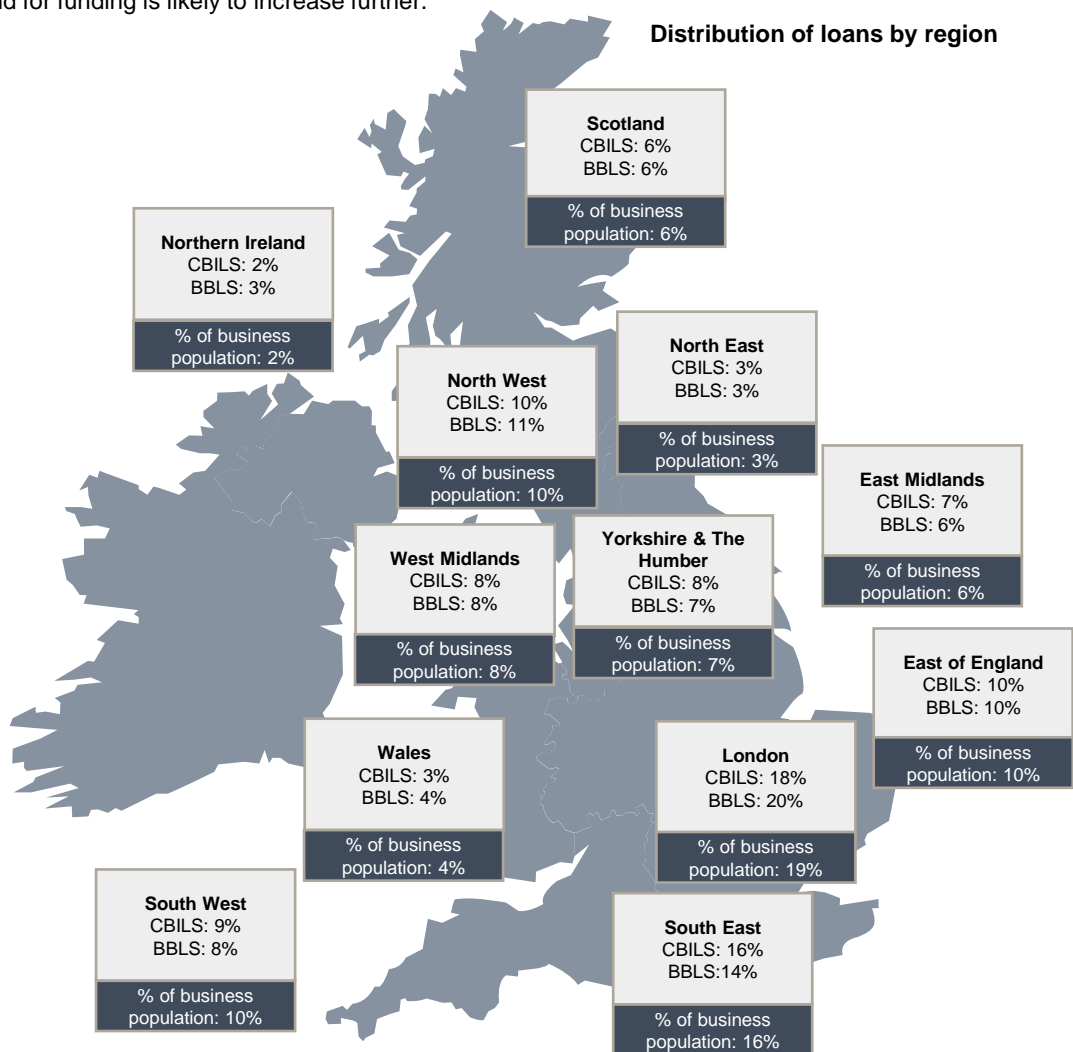 nd for funding is likely to increase further.
Distribution of loans by region
Scotland
CBILS: 6%
BBLS: 6%
% of business
population: 6%
Northern Ireland
CBILS: 2%
BBLS: 3%
% of business
population: 2%
North East
CBILS: 3%
BBLS: 3%
% of business
population: 3%
North West
CBILS: 10%
BBLS: 11%
% of business
population: 10%
East Midlands
CBILS: 7%
BBLS: 6%
% of business
population: 6%
West Midlands
CBILS: 8%
BBLS: 8%
% of business
population: 8%
Yorkshire & The
Humber
CBILS: 8%
BBLS: 7%
% of business
population: 7%
East of England
CBILS: 10%
BBLS: 10%
% of business
population: 10%
Wales
CBILS: 3%
BBLS: 4%
% of business
population: 4%
London
CBILS: 18%
BBLS: 20%
% of business
population: 19%
South West
CBILS: 9%
BBLS: 8%
% of business
population: 10%
South East
CBILS: 16%
BBLS:14%
% of business
population: 16%